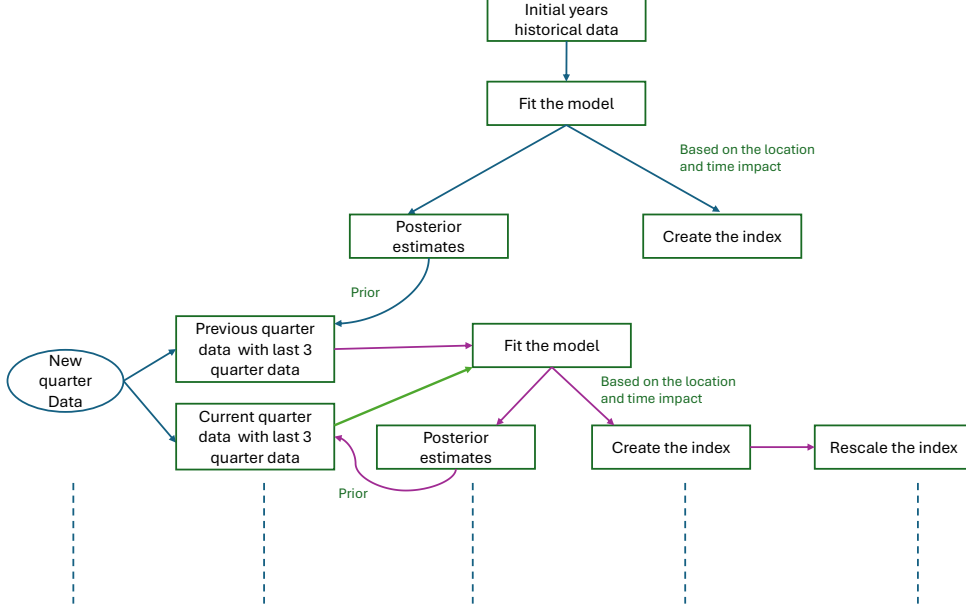 Initial years
historical data
Fit the model
Based on the location
and time impact
Posterior
estimates
Create the index
Prior
Previous quarter
data with last 3
quarter data
Fit the model
New
quarter
Data
Based on the location
and time impact
Current quarter
data with last 3
quarter data
Posterior
estimates
Create the index
Rescale the index
Prior